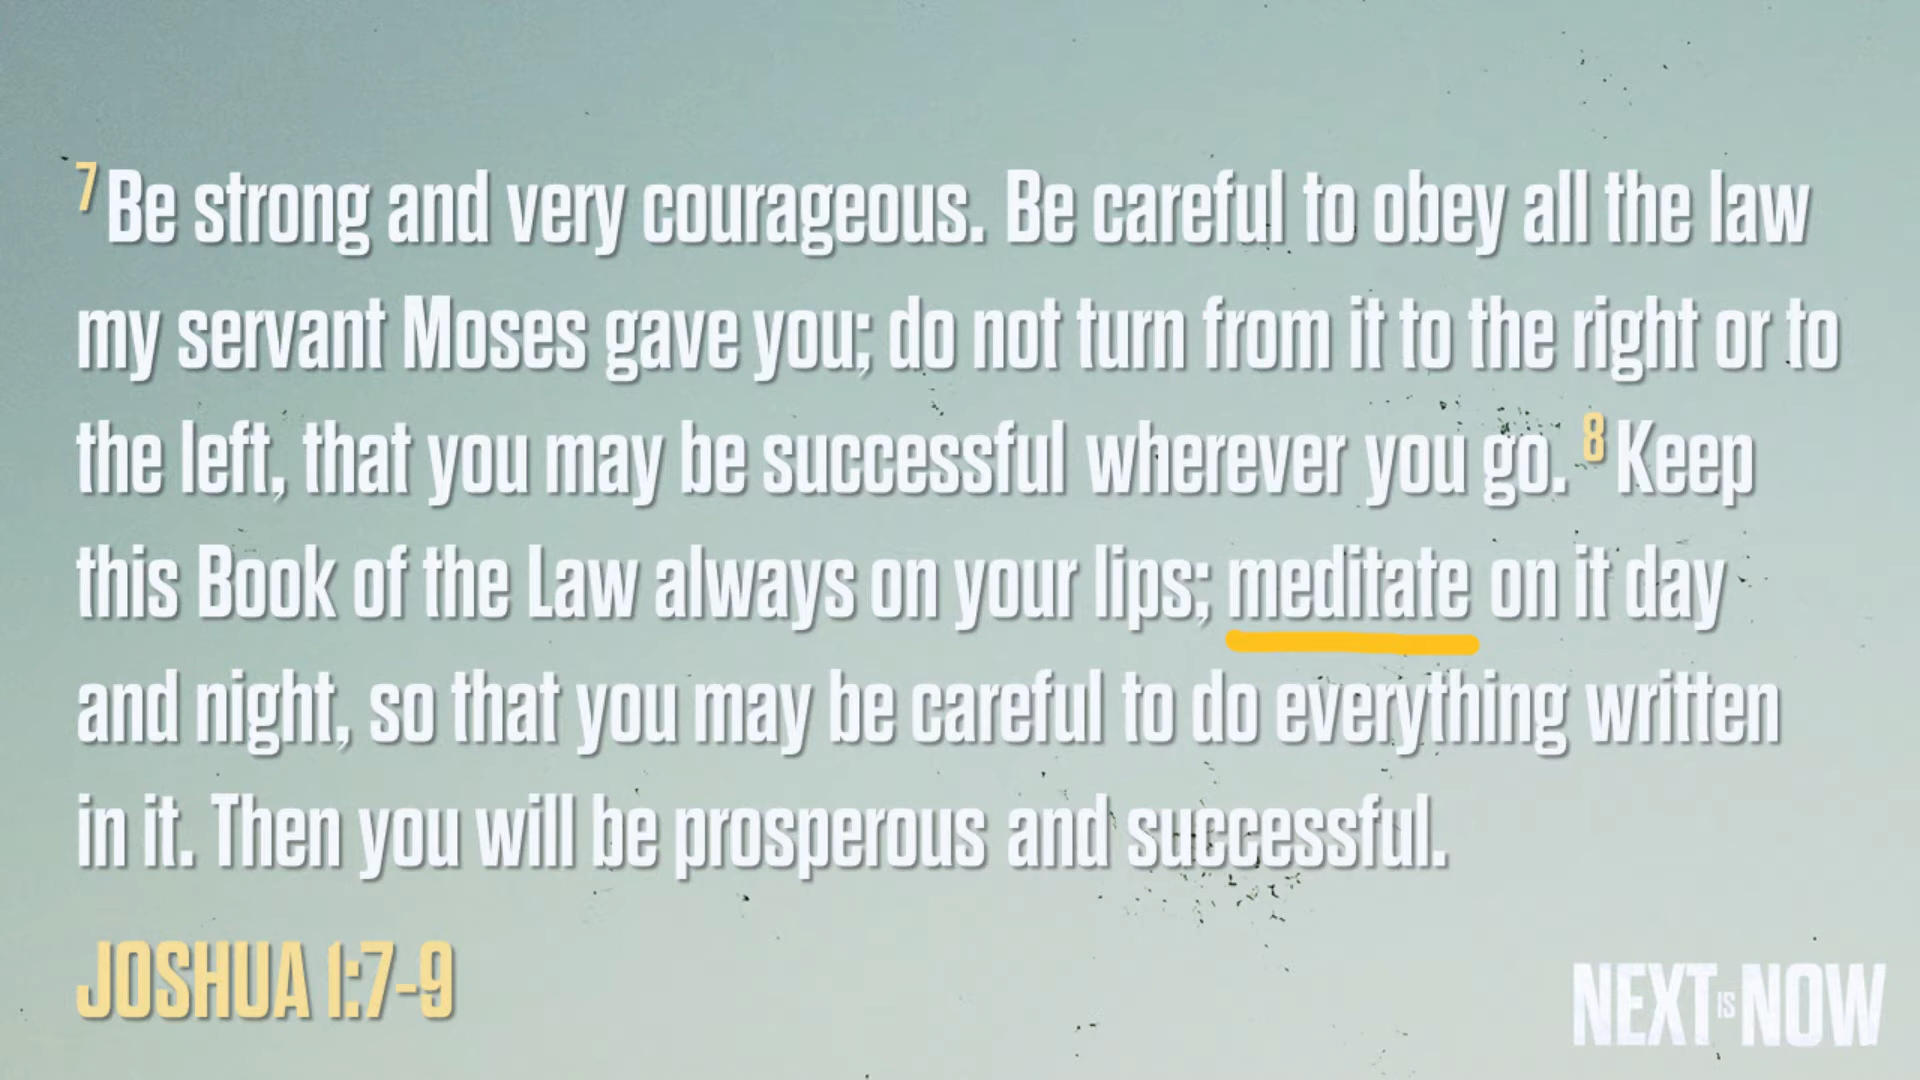 7 Be strong and very courageous. Be careful to obey all the law
my servant Moses gave you; do not turn from it to the right or to
the left, that you may be successful wherever you go. 8 Keep
this Book of the Law always on your lips; meditate on it day
and night, so that you may be careful to do everything written
in it. Then you will be prosperous and successful.
JOSHUA 1:7-9
NEXT IS NOW